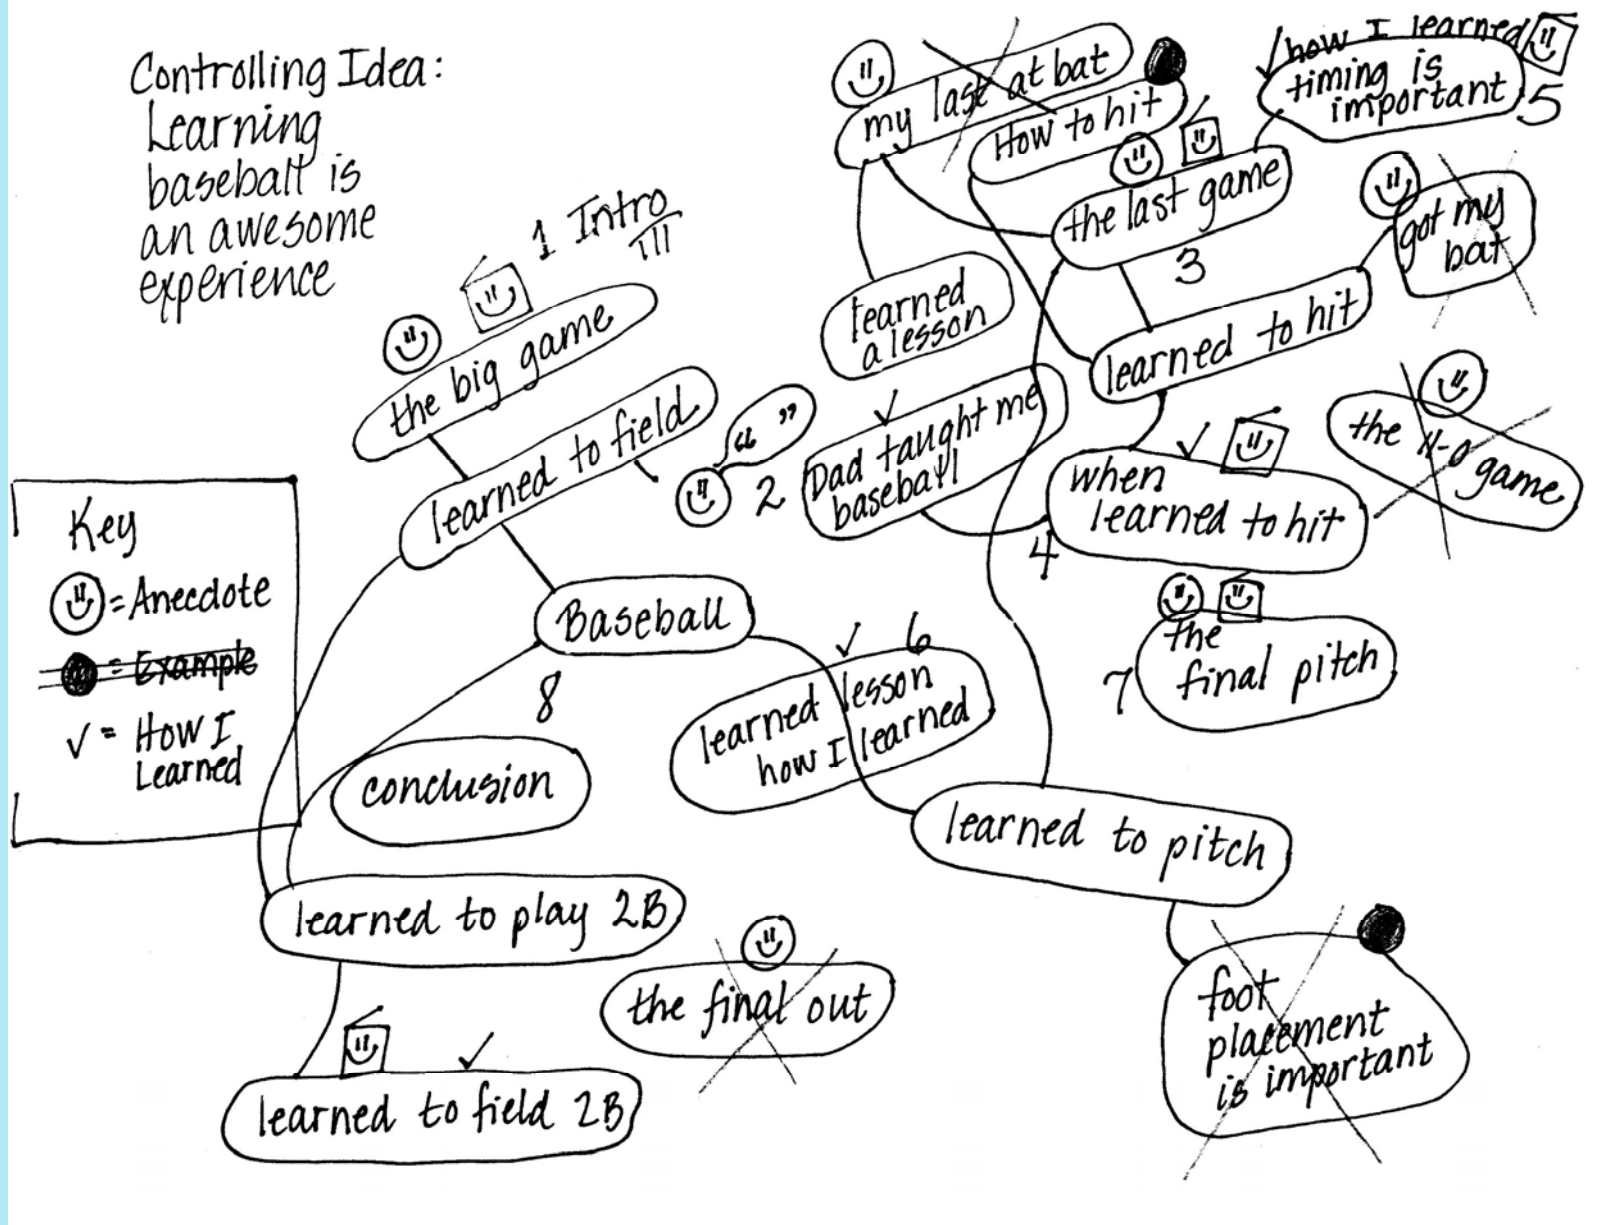 Controlling Idea:
Learning
baseball is
an awesome
experience
1 Intro
the big game
learned to field
“ ”
2
Dad taught me
baseball
my last at bat
How to hit
how I learned
timing is
important
5
the last game
3
got my
bat
learned
a lesson
learned to hit
the 11-0 game
when
learned to hit
4
the
final pitch
7
Key
= Anecdote
= Example
✓ = How I
Learned
Baseball
8
✓ 6
learned lesson
how I learned
conclusion
learned to pitch
learned to play 2B
the final out
foot
placement
is important
learned to field 2B